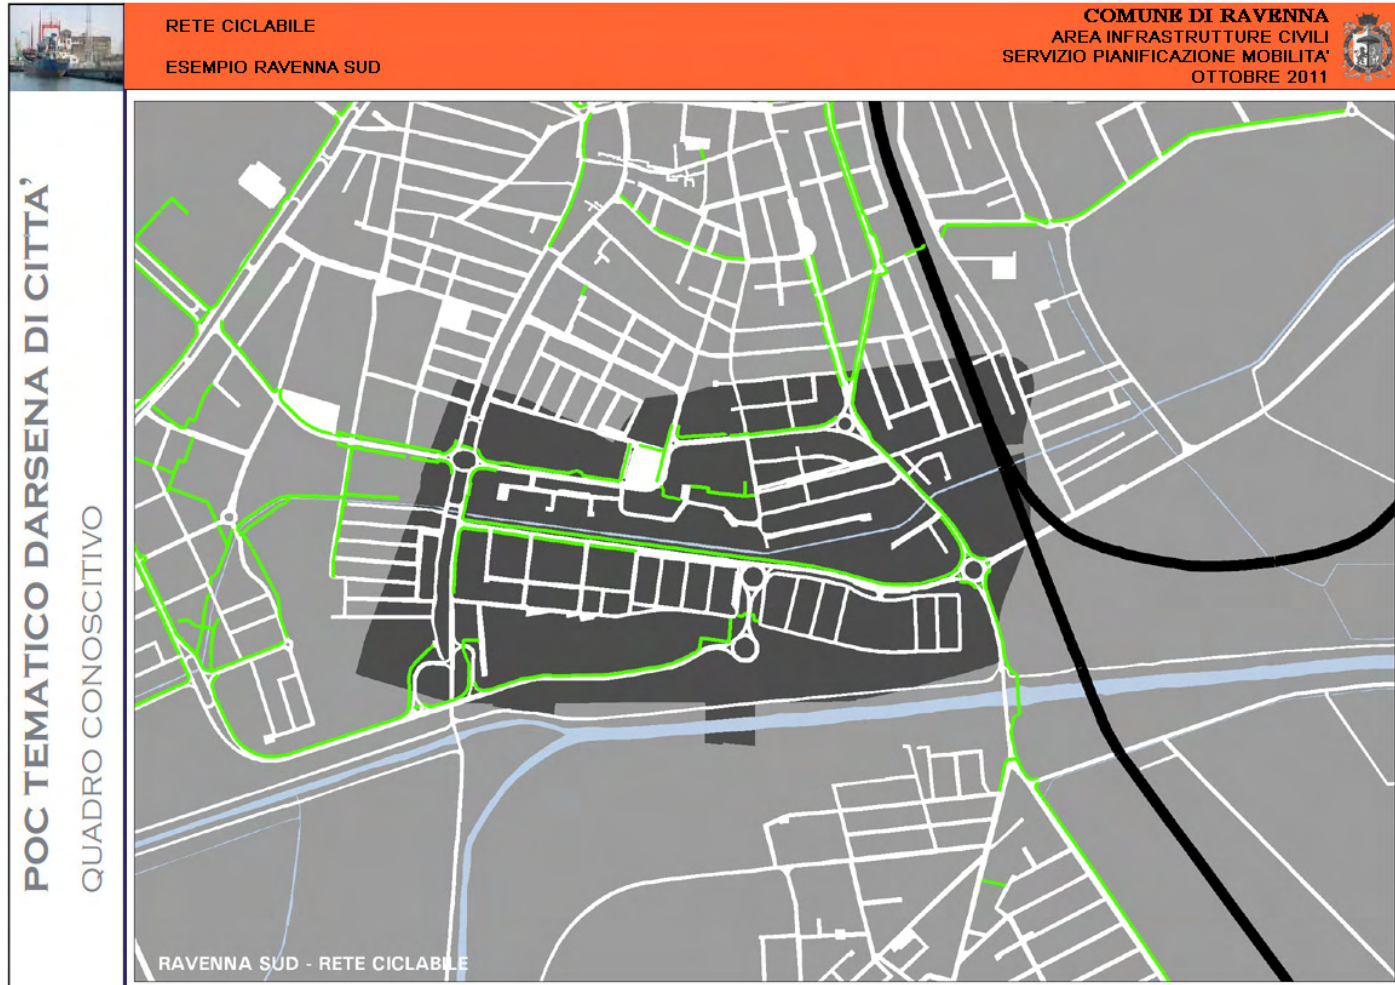 RETE CICLABILE
ESEMPIO RAVENNA SUD
COMUNE DI RAVENNA
AREA INFRASTRUTTURE CIVILI
SERVIZIO PIANIFICAZIONE MOBILITA'
OTTOBRE 2011
POC TEMATICO DARSENA DI CITTA'
QUADRO CONOSCITIVO
RAVENNA SUD - RETE CICLABILE